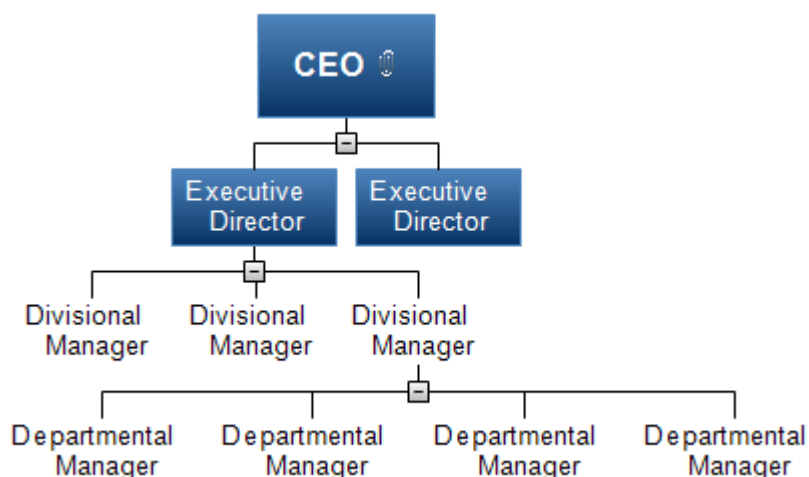 CEO
Executive
Director
Executive
Director
Divisional
Manager
Divisional
Manager
Divisional
Manager
Departmental
Manager
Departmental
Manager
Departmental
Manager
Departmental
Manager